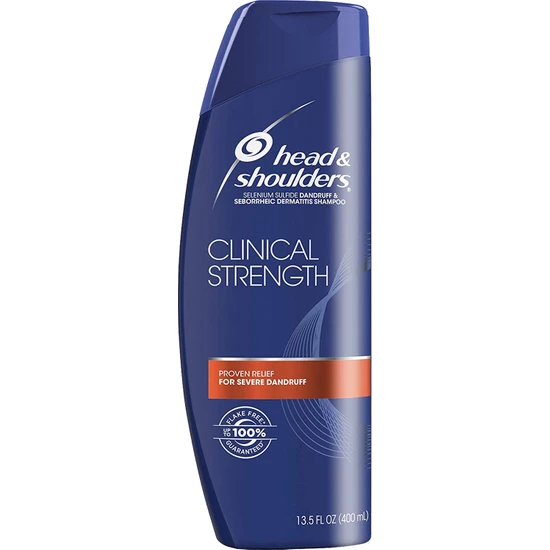 head &
shoulders
SELENIUM SULFIDE DANDRUFF &
SEBORRHEIC DERMATITIS SHAMPOO
CLINICAL
STRENGTH
PROVEN RELIEF
FOR SEVERE DANDRUFF
FLAKE FREE*
UP TO 100%
GUARANTEED^
13.5 FL OZ (400 mL)